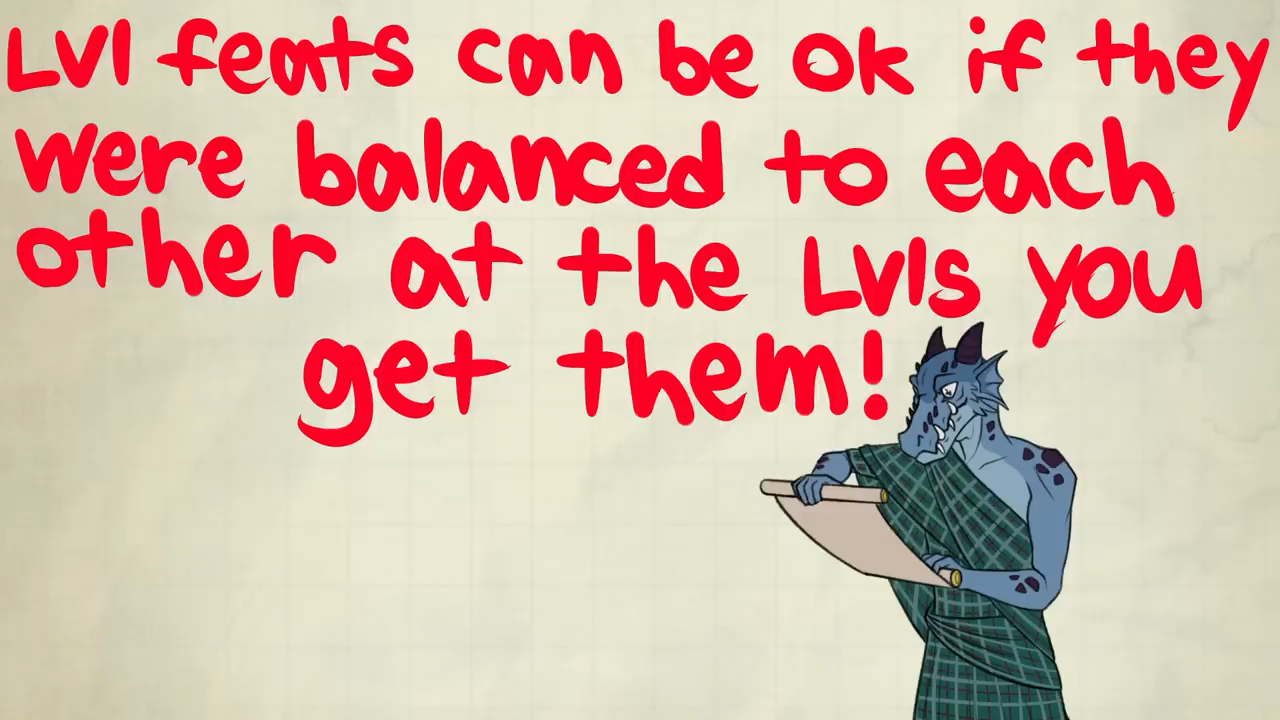 Lvl feats can be ok if they
were balanced to each
other at the Lvls you
get them!